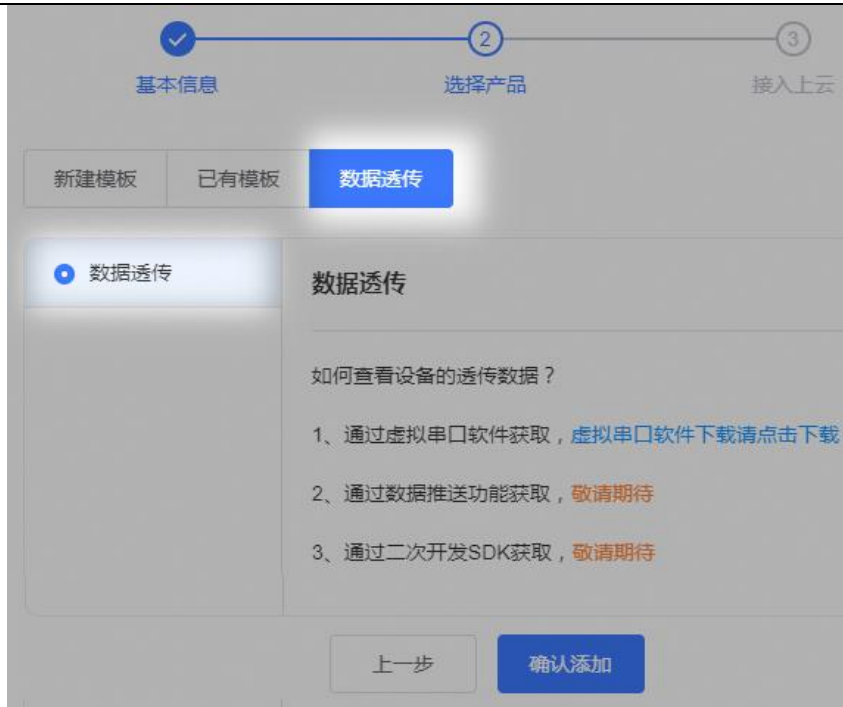 2
3
基本信息
选择产品
接入上云
新建模板
已有模板
数据透传
数据透传
数据透传
如何查看设备的透传数据？
1、通过虚拟串口软件获取，虚拟串口软件下载请点击下载
2、通过数据推送功能获取，敬请期待
3、通过二次开发SDK获取，敬请期待
上一步
确认添加